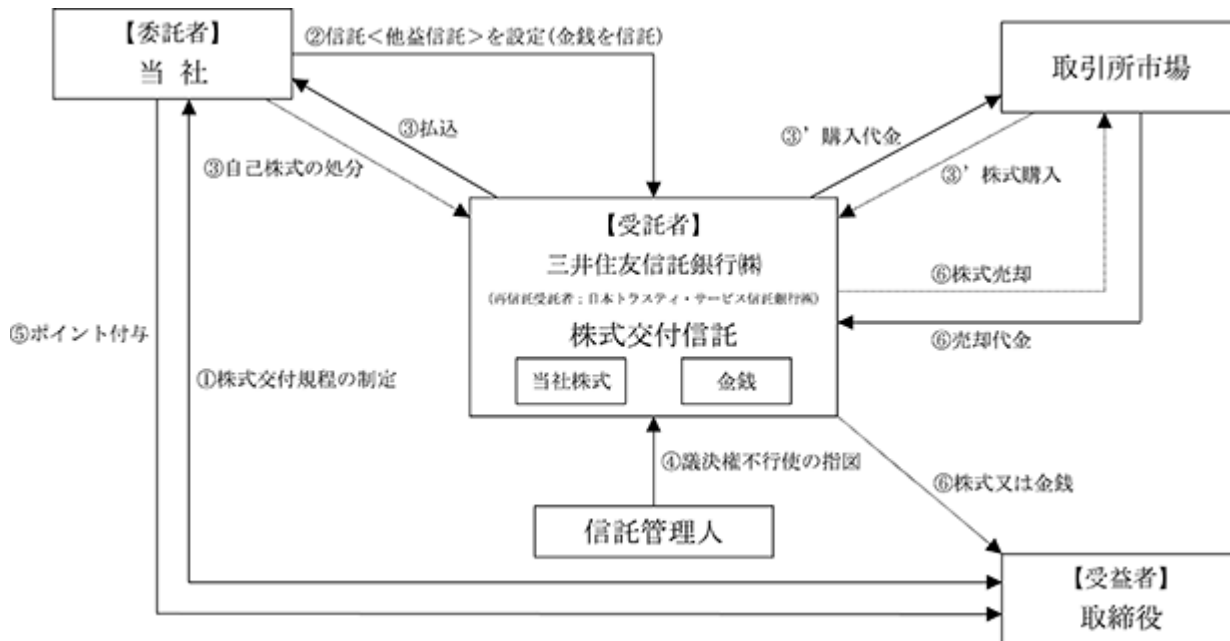 【委託者】
当 社
②信託<他益信託>を設定(金銭を信託)
取引所市場
③払込
③自己株式の処分
③’購入代金
③’株式購入
【受託者】
三井住友信託銀行㈱
(再信託受託者；日本トラスティ・サービス信託銀行㈱)
株式交付信託
当社株式
金銭
⑥株式売却
⑥売却代金
⑤ポイント付与
①株式交付規程の制定
④議決権不行使の指図
⑥株式又は金銭
信託管理人
【受益者】
取締役